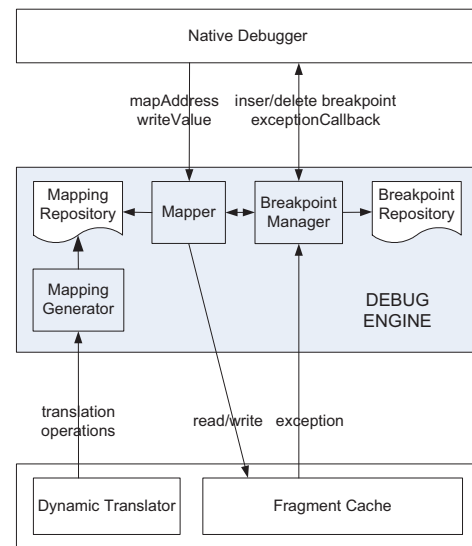 Native Debugger
mapAddress
writeValue
inser/delete breakpoint
exceptionCallback
Mapping
Repository
Mapper
Breakpoint
Manager
Breakpoint
Repository
Mapping
Generator
DEBUG
ENGINE
translation
operations
read/write
exception
Dynamic Translator
Fragment Cache